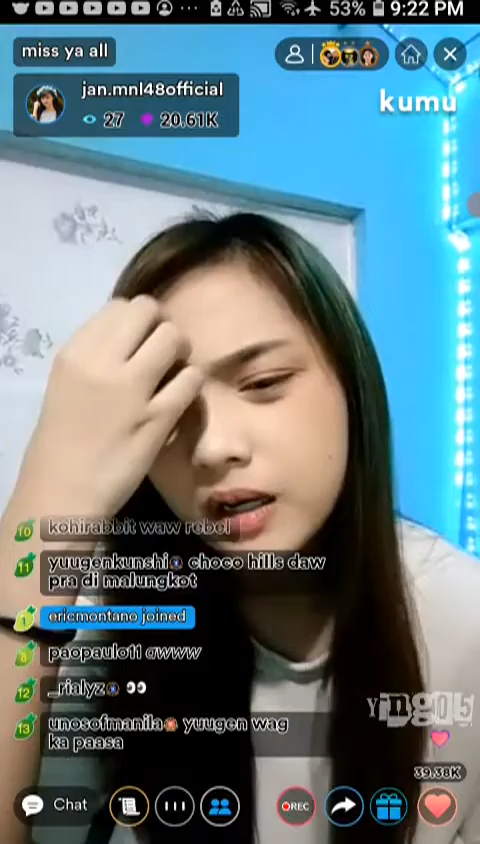 53% 9:22 PM
miss ya all
jan.mnl48official
27 20.61K
kumu
10 kohirabbit waw rebel
11 yuugenkunshi choco hills daw
pra di malungkot
1 ericmontano joined
8 paopaulo11 awww
12 _rialyz 👀
13 unosofmanila yuugen wag
ka paasa
Yng05
39.38K
Chat
REC